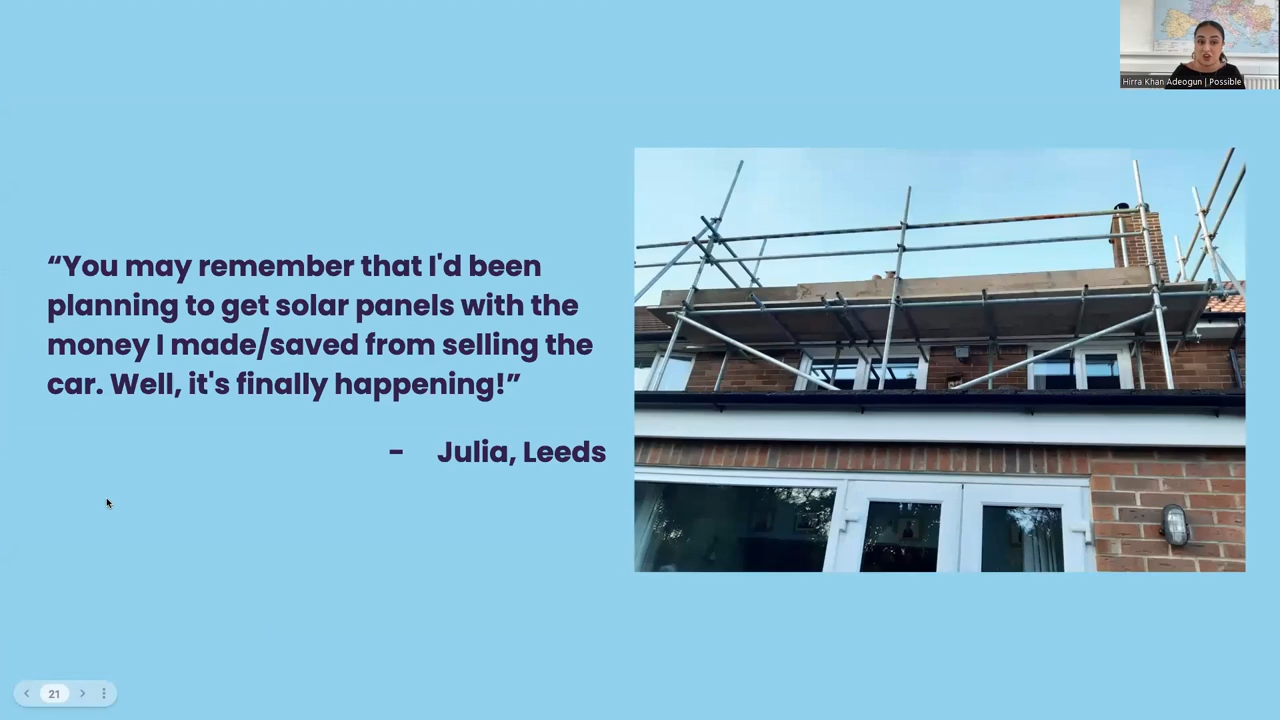 Hirra Khan Adeogun | Possible
“You may remember that I'd been
planning to get solar panels with the
money I made/saved from selling the
car. Well, it's finally happening!”
- Julia, Leeds
21